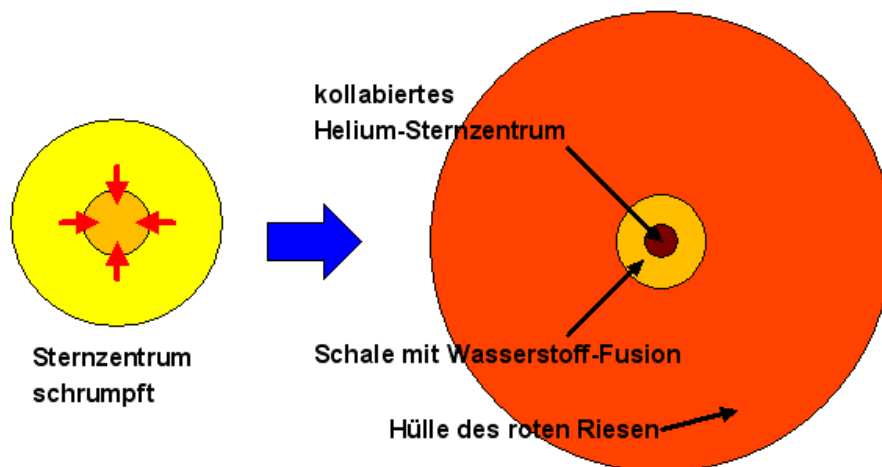 kollabiertes
Helium-Sternzentrum
Sternzentrum
schrumpft
Schale mit Wasserstoff-Fusion
Hülle des roten Riesen